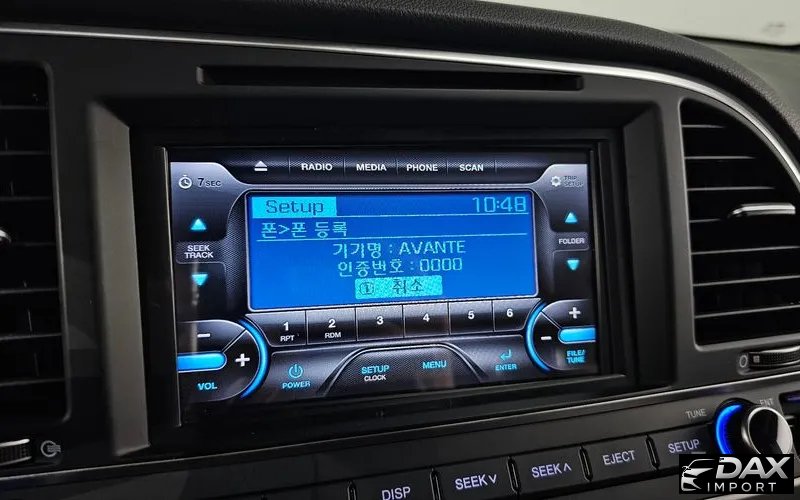 RADIO MEDIA PHONE SCAN
7SEC
TRIP
SETUP
Setup 10:48
폰>폰 등록
기기명 : AVANTE
인증번호 : 0000
① 취소
SEEK
TRACK
FOLDER
1 2 3 4 5 6
RPT RDM
VOL
POWER
SETUP
CLOCK
MENU
ENTER
FILE/
TUNE
TUNE
ENT
DISP SEEK SEEK EJECT SETUP
DAX
IMPORT